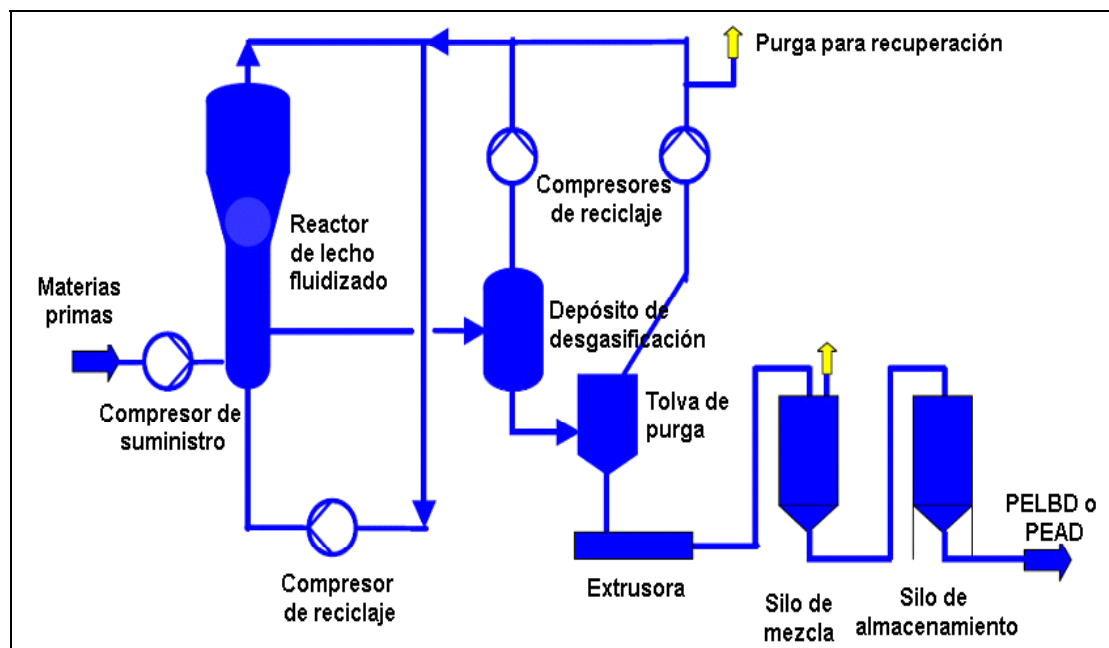 Purga para recuperación
Compresores
de reciclaje
Reactor
de lecho
fluidizado
Materias
primas
Depósito de
desgasificación
Compresor de
suministro
Tolva de
purga
PELBD o
PEAD
Compresor
de reciclaje
Extrusora
Silo de
mezcla
Silo de
almacenamiento